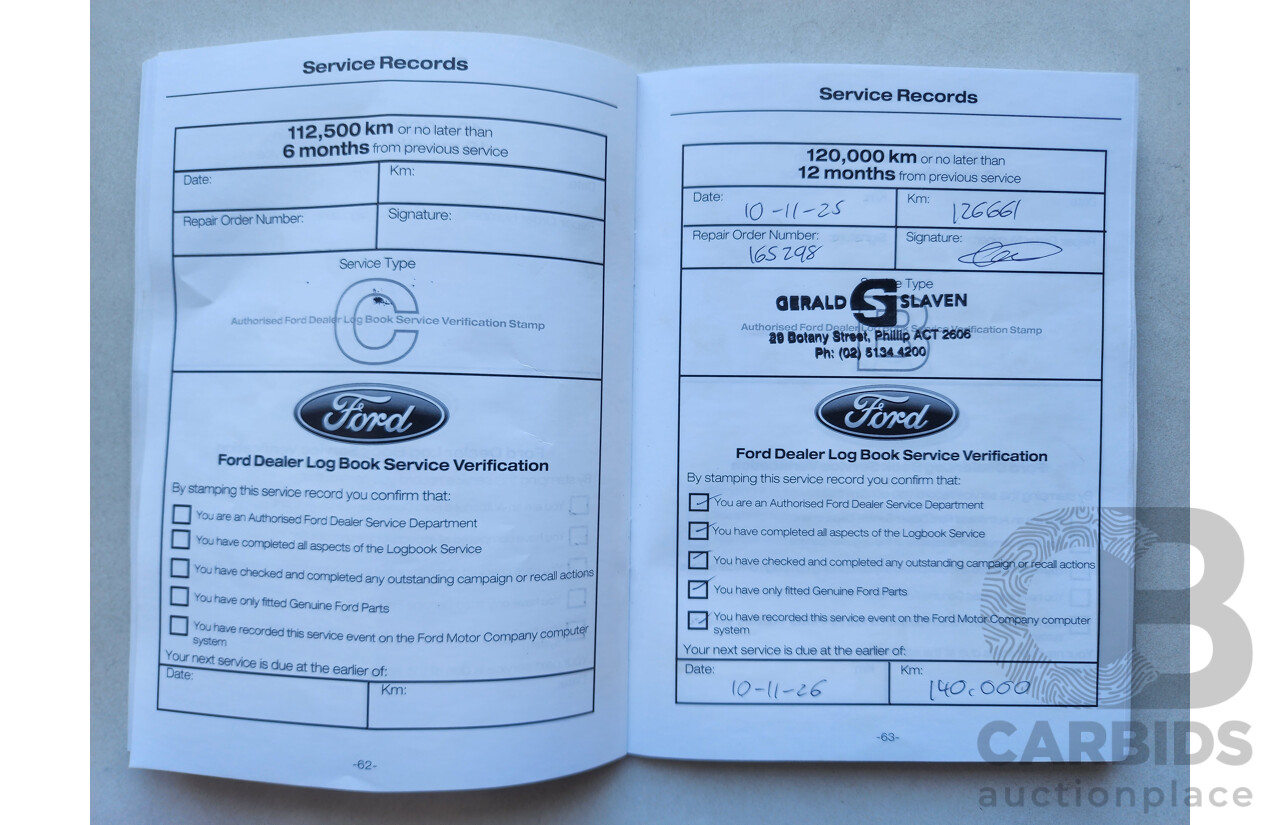 Service Records
112,500 km or no later than
6 months from previous service
Date:
Km:
Repair Order Number:
Signature:
Service Type
C
Authorised Ford Dealer Log Book Service Verification Stamp
Ford
Ford Dealer Log Book Service Verification
By stamping this service record you confirm that:
You are an Authorised Ford Dealer Service Department
You have completed all aspects of the Logbook Service
You have checked and completed any outstanding campaign or recall actions
You have only fitted Genuine Ford Parts
You have recorded this service event on the Ford Motor Company computer
system
Your next service is due at the earlier of:
Date:
Km:
-62-
Service Records
120,000 km or no later than
12 months from previous service
Date: 10-11-25
Km: 126661
Repair Order Number: 165298
Signature:
Service Type
GERALD S SLAVEN
B
Authorised Ford Dealer Log Book Service Verification Stamp
29 Botany Street, Phillip ACT 2606
Ph: (02) 5134 4200
Ford
Ford Dealer Log Book Service Verification
By stamping this service record you confirm that:
You are an Authorised Ford Dealer Service Department
You have completed all aspects of the Logbook Service
You have checked and completed any outstanding campaign or recall actions
You have only fitted Genuine Ford Parts
You have recorded this service event on the Ford Motor Company computer
system
Your next service is due at the earlier of:
Date: 10-11-26
Km: 140,000
-63-
CB
CARBIDS
auctionplace